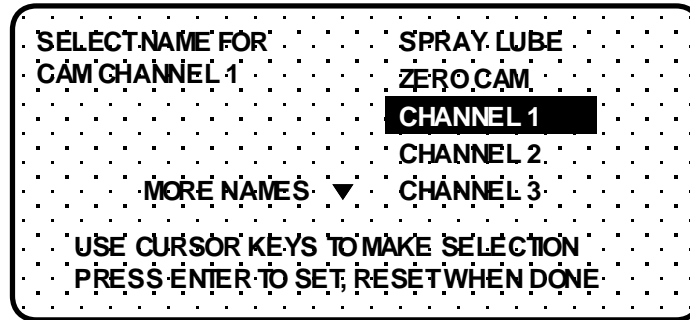 SELECT NAME FOR
CAM CHANNEL 1
SPRAY LUBE
ZERO CAM
CHANNEL 1
CHANNEL 2
CHANNEL 3
MORE NAMES ▼
USE CURSOR KEYS TO MAKE SELECTION
PRESS ENTER TO SET, RESET WHEN DONE